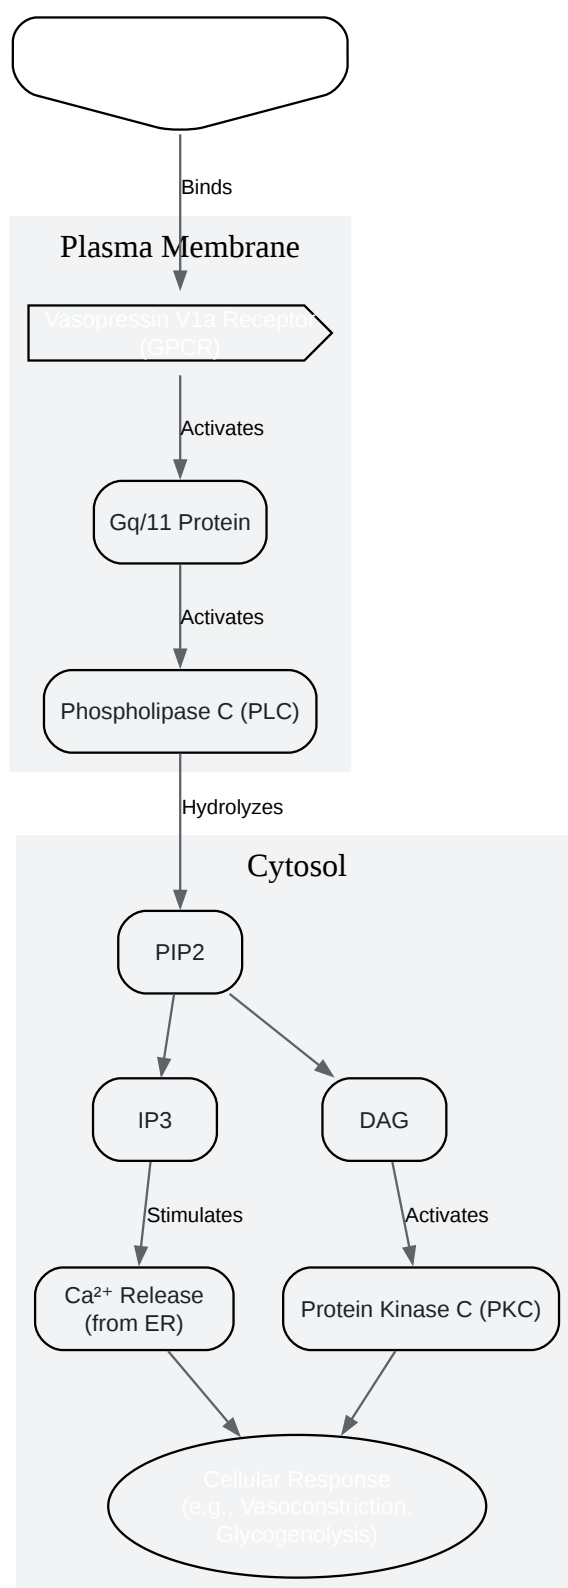 Binds
Plasma Membrane
Vasopressin V1a Receptor
(GPCR)
Activates
Gq/11 Protein
Activates
Phospholipase C (PLC)
Hydrolyzes
Cytosol
PIP2
IP3
DAG
Stimulates
Activates
Ca²⁺ Release
(from ER)
Protein Kinase C (PKC)
Cellular Response
(e.g., Vasoconstriction,
Glycogenolysis)